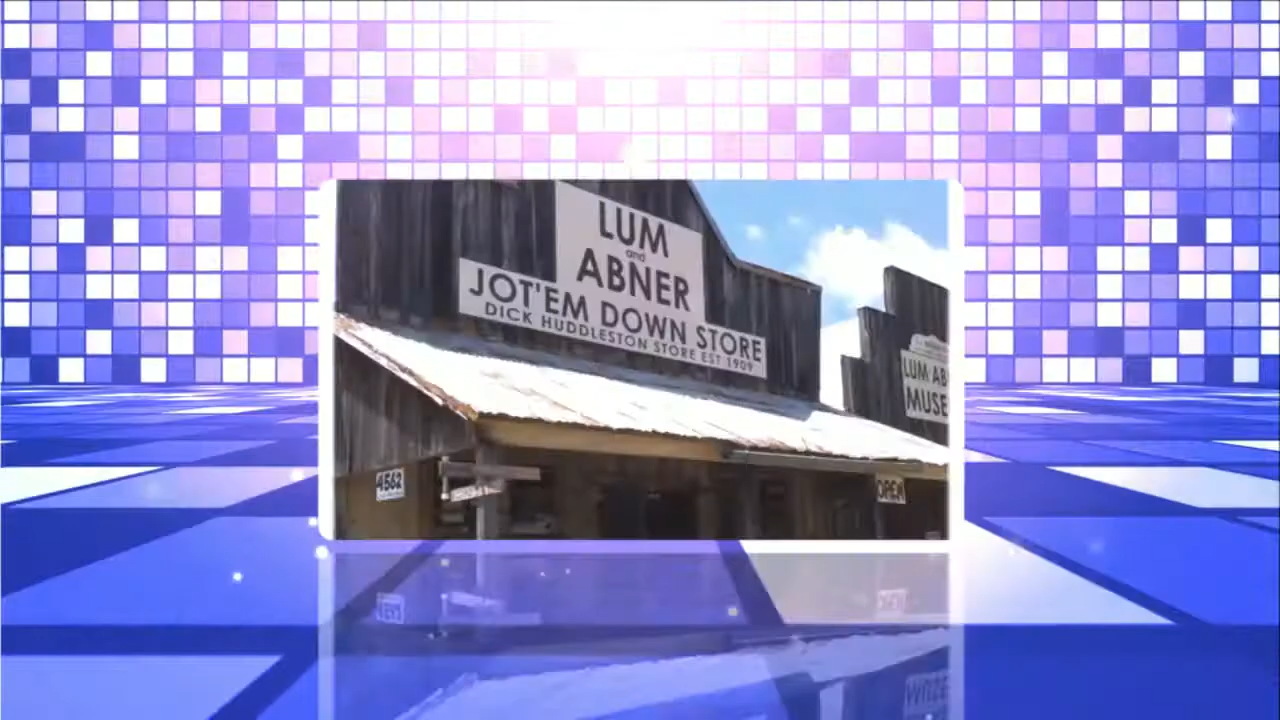 LUM
and
ABNER
JOT'EM DOWN STORE
DICK HUDDLESTON STORE EST 1909
LUM AB
MUSE
4562
OPEN